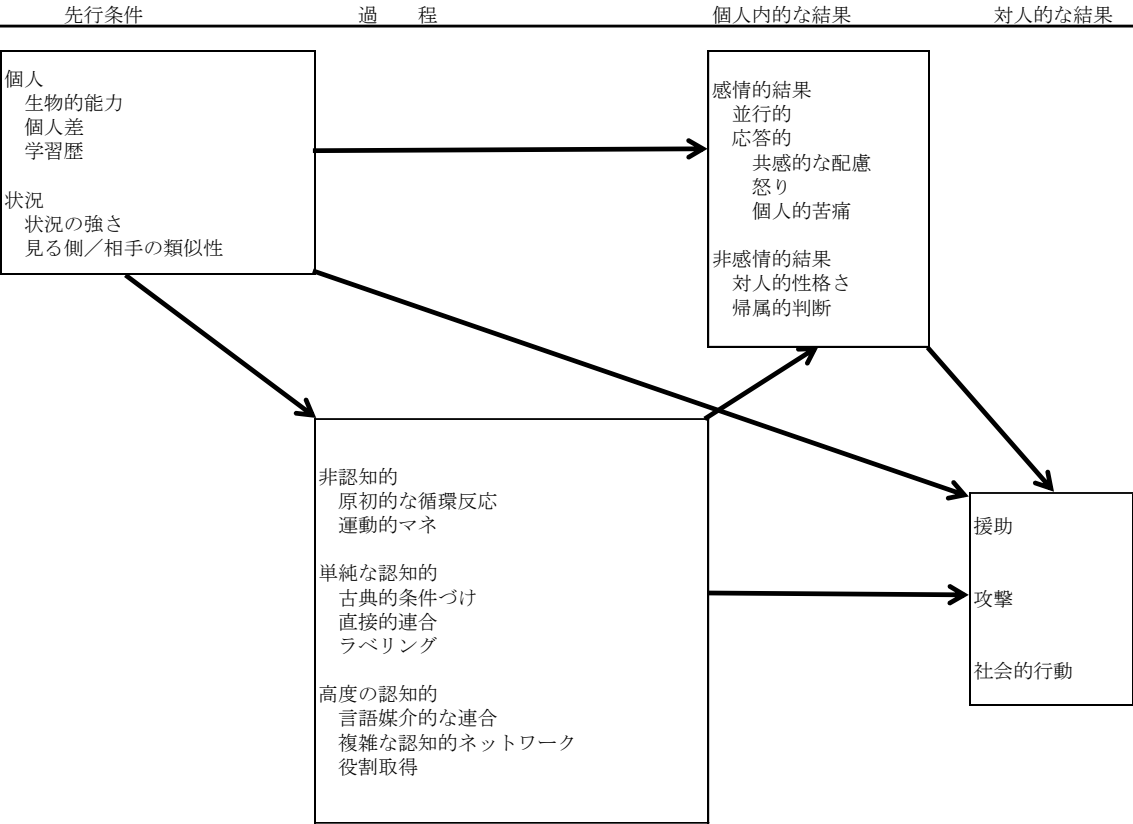 先行条件
過　　程
個人内的な結果
対人的な結果
個人
生物的能力
個人差
学習歴
状況
状況の強さ
見る側／相手の類似性
感情的結果
並行的
応答的
共感的な配慮
怒り
個人的苦痛
非感情的結果
対人的性格さ
帰属的判断
非認知的
原初的な循環反応
運動的マネ
単純な認知的
古典的条件づけ
直接的連合
ラベリング
高度の認知的
言語媒介的な連合
複雑な認知的ネットワーク
役割取得
援助
攻撃
社会的行動